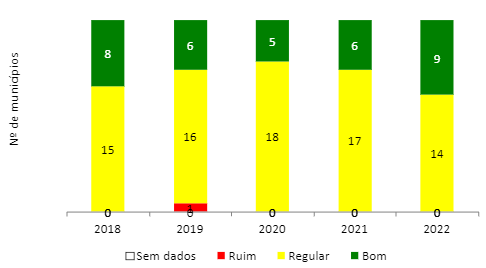 Nº de municípios
8 6 5 6 9
15 16 18 17 14
1
0 0 0 0 0
2018 2019 2020 2021 2022
Sem dados Ruim Regular Bom